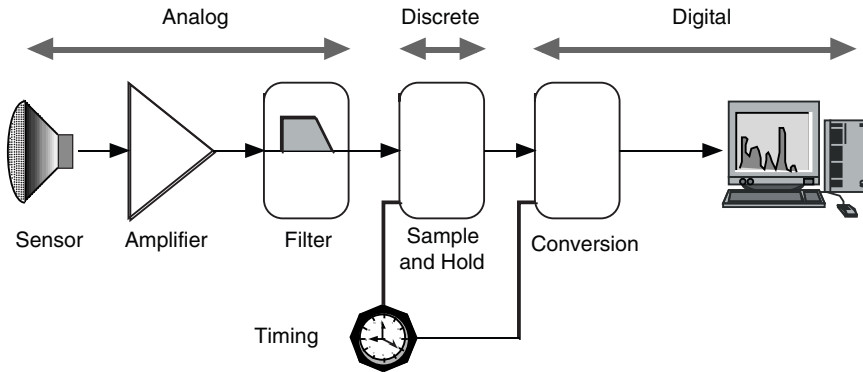 Analog
Discrete
Digital
Sensor
Amplifier
Filter
Sample
and Hold
Conversion
Timing